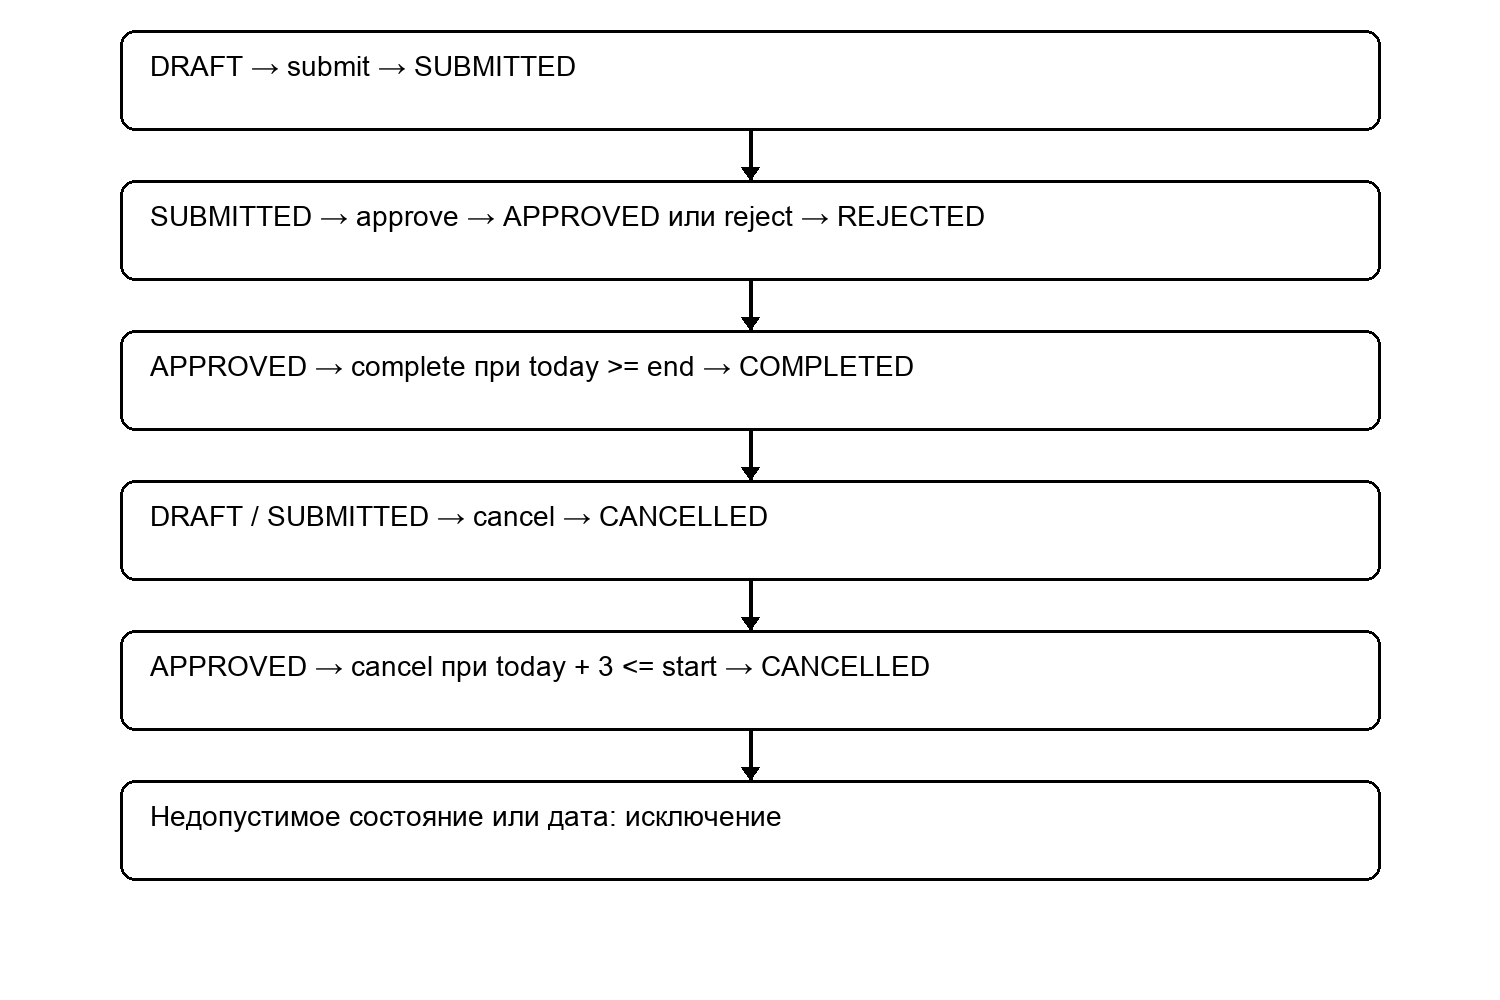 DRAFT → submit → SUBMITTED
SUBMITTED → approve → APPROVED или reject → REJECTED
APPROVED → complete при today >= end → COMPLETED
DRAFT / SUBMITTED → cancel → CANCELLED
APPROVED → cancel при today + 3 <= start → CANCELLED
Недопустимое состояние или дата: исключение